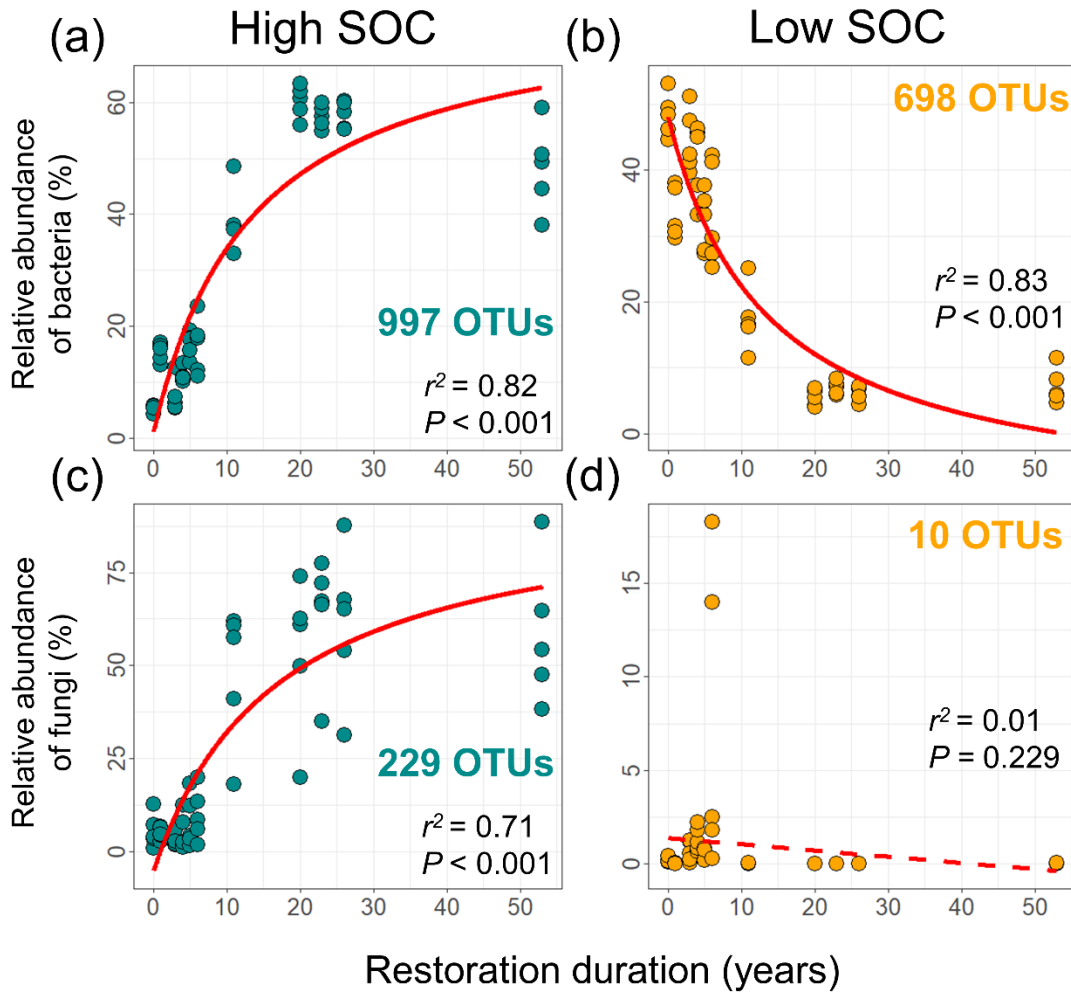 High SOC
Low SOC
(a)
(b)
Relative abundance
of bacteria (%)
60
40
20
0
997 OTUs
r² = 0.82
P < 0.001
0 10 20 30 40 50
40
20
0
698 OTUs
r² = 0.83
P < 0.001
0 10 20 30 40 50
(c)
(d)
Relative abundance
of fungi (%)
75
50
25
0
229 OTUs
r² = 0.71
P < 0.001
0 10 20 30 40 50
15
10
5
0
10 OTUs
r² = 0.01
P = 0.229
0 10 20 30 40 50
Restoration duration (years)